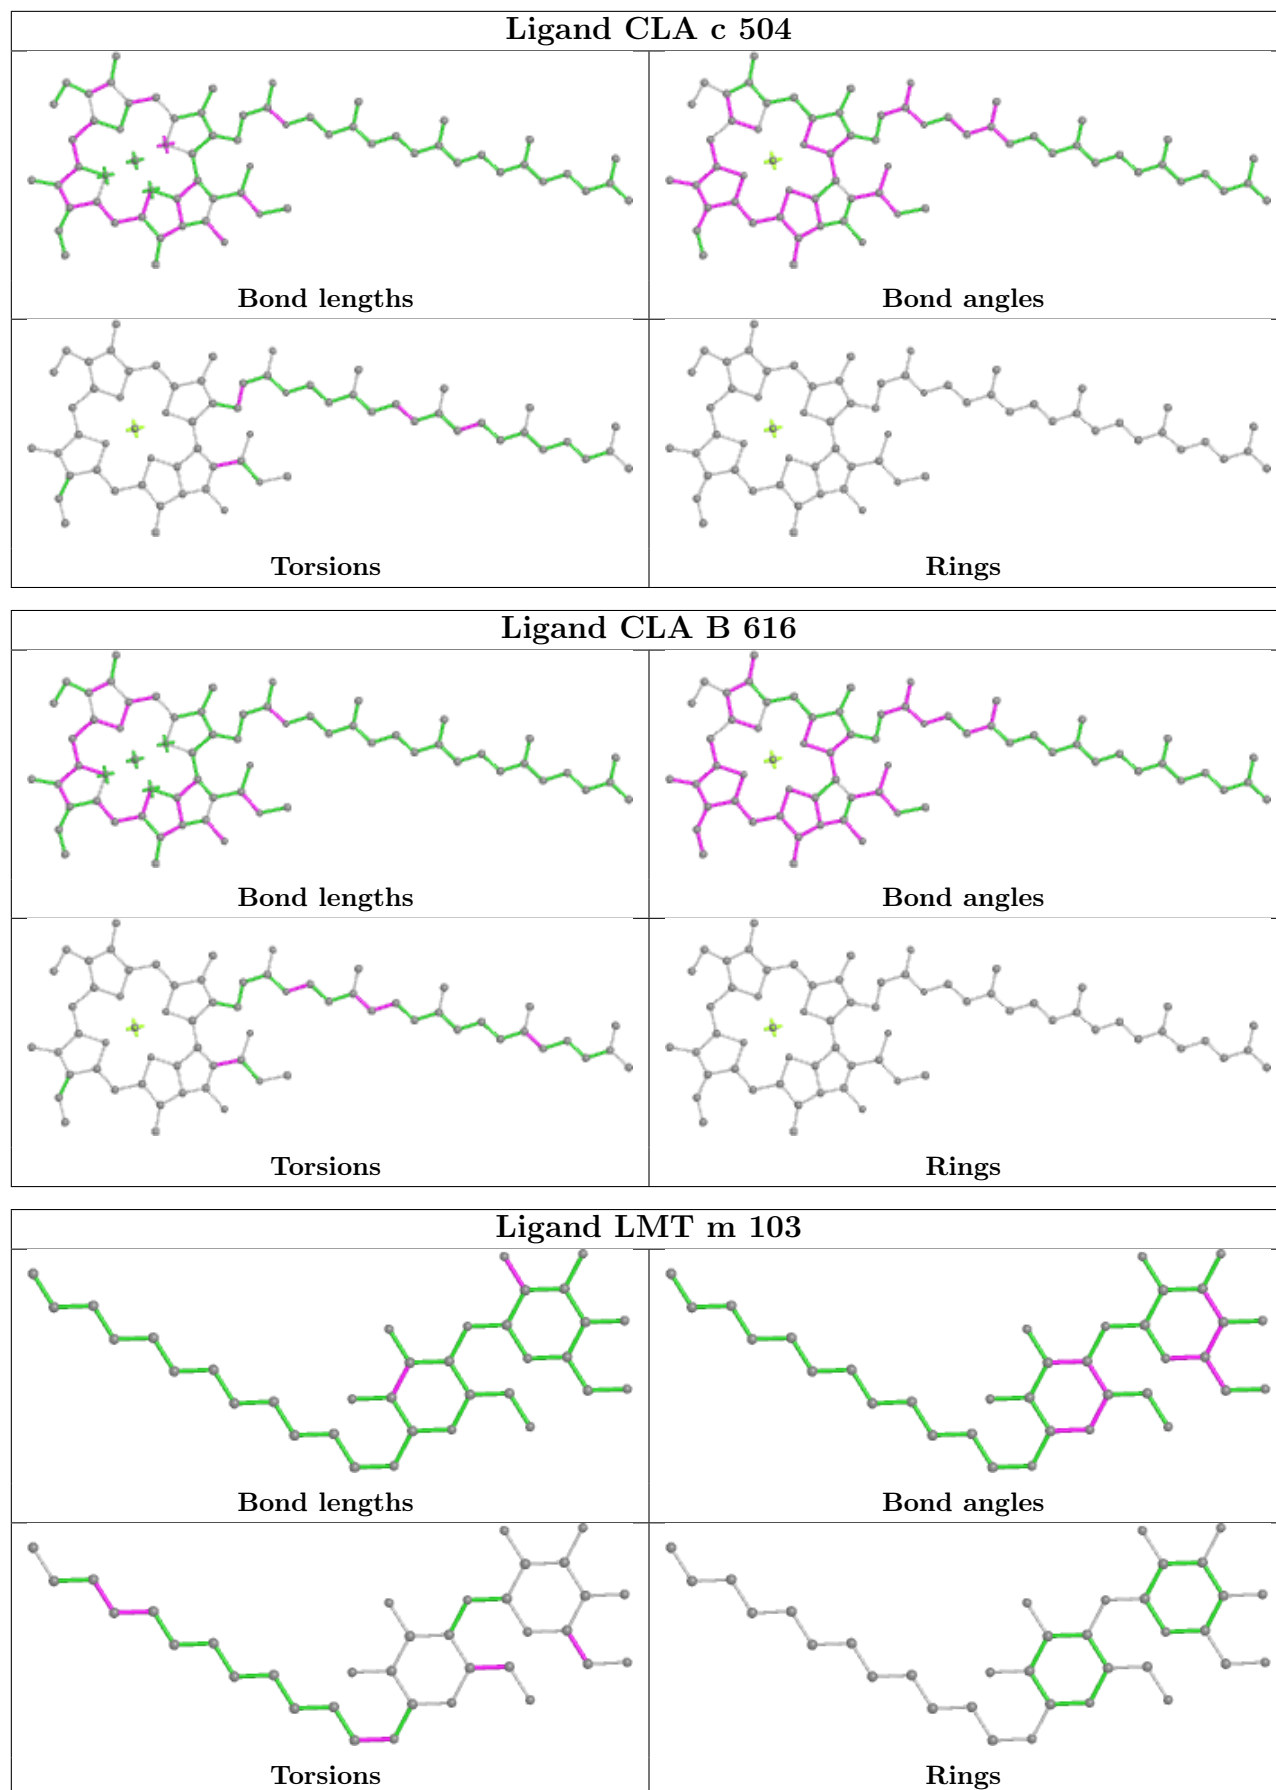 Ligand CLA c 504
Bond lengths
Bond angles
Torsions
Rings
Ligand CLA B 616
Bond lengths
Bond angles
Torsions
Rings
Ligand LMT m 103
Bond lengths
Bond angles
Torsions
Rings